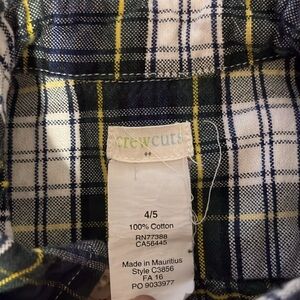 crewcuts
4/5
100% Cotton
RN77388
CA56445
Made in Mauritius
Style C3856
FA 16
PO 9033977